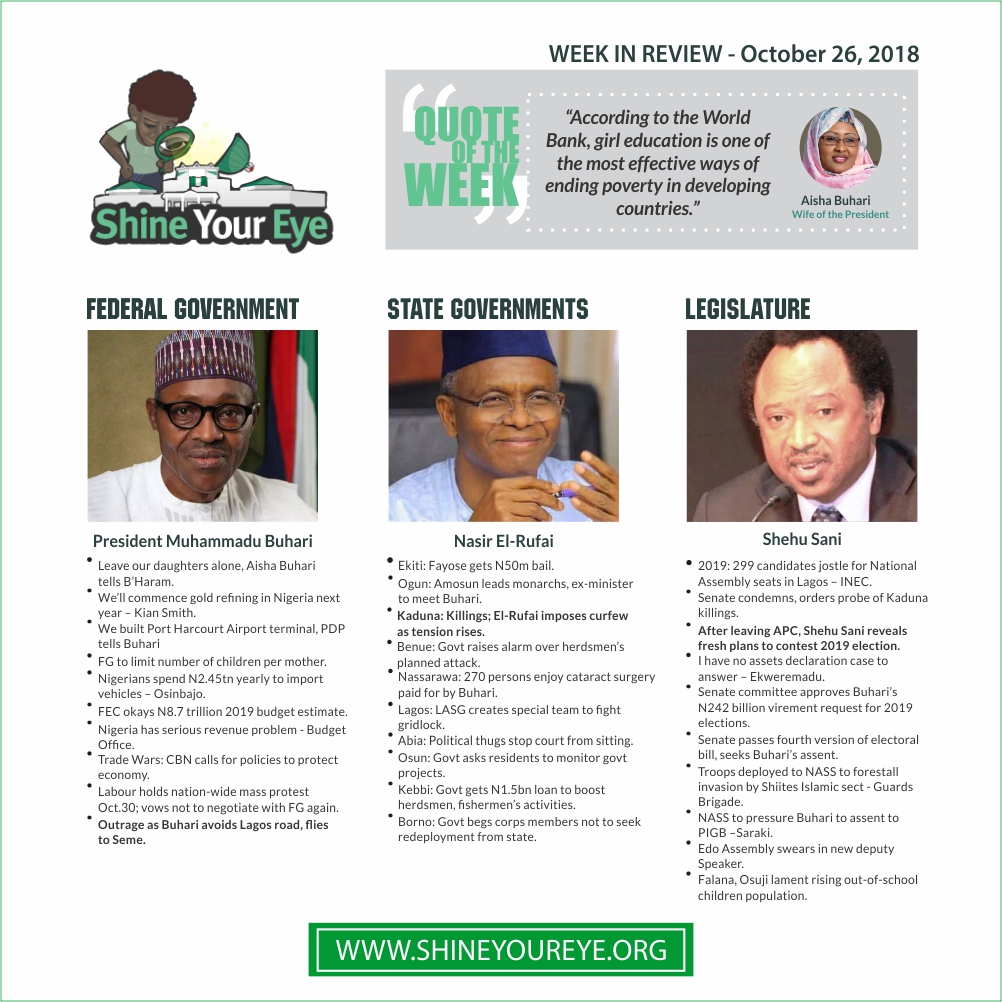 WEEK IN REVIEW - October 26, 2018
Shine Your Eye
QUOTE
OF THE
WEEK
“According to the World
Bank, girl education is one of
the most effective ways of
ending poverty in developing
countries.”
Aisha Buhari
Wife of the President
FEDERAL GOVERNMENT
President Muhammadu Buhari
• Leave our daughters alone, Aisha Buhari
tells B’Haram.
• We’ll commence gold refining in Nigeria next
year – Kian Smith.
• We built Port Harcourt Airport terminal, PDP
tells Buhari
• FG to limit number of children per mother.
• Nigerians spend N2.45tn yearly to import
vehicles – Osinbajo.
• FEC okays N8.7 trillion 2019 budget estimate.
• Nigeria has serious revenue problem - Budget
Office.
• Trade Wars: CBN calls for policies to protect
economy.
• Labour holds nation-wide mass protest
Oct.30; vows not to negotiate with FG again.
• Outrage as Buhari avoids Lagos road, flies
to Seme.
STATE GOVERNMENTS
Nasir El-Rufai
• Ekiti: Fayose gets N50m bail.
• Ogun: Amosun leads monarchs, ex-minister
to meet Buhari.
• Kaduna: Killings; El-Rufai imposes curfew
as tension rises.
• Benue: Govt raises alarm over herdsmen’s
planned attack.
• Nassarawa: 270 persons enjoy cataract surgery
paid for by Buhari.
• Lagos: LASG creates special team to fight
gridlock.
• Abia: Political thugs stop court from sitting.
• Osun: Govt asks residents to monitor govt
projects.
• Kebbi: Govt gets N1.5bn loan to boost
herdsmen, fishermen’s activities.
• Borno: Govt begs corps members not to seek
redeployment from state.
LEGISLATURE
Shehu Sani
• 2019: 299 candidates jostle for National
Assembly seats in Lagos – INEC.
• Senate condemns, orders probe of Kaduna
killings.
• After leaving APC, Shehu Sani reveals
fresh plans to contest 2019 election.
• I have no assets declaration case to
answer – Ekweremadu.
• Senate committee approves Buhari’s
N242 billion virement request for 2019
elections.
• Senate passes fourth version of electoral
bill, seeks Buhari’s assent.
• Troops deployed to NASS to forestall
invasion by Shiites Islamic sect - Guards
Brigade.
• NASS to pressure Buhari to assent to
PIGB –Saraki.
• Edo Assembly swears in new deputy
Speaker.
• Falana, Osuji lament rising out-of-school
children population.
WWW.SHINEYOUREYE.ORG